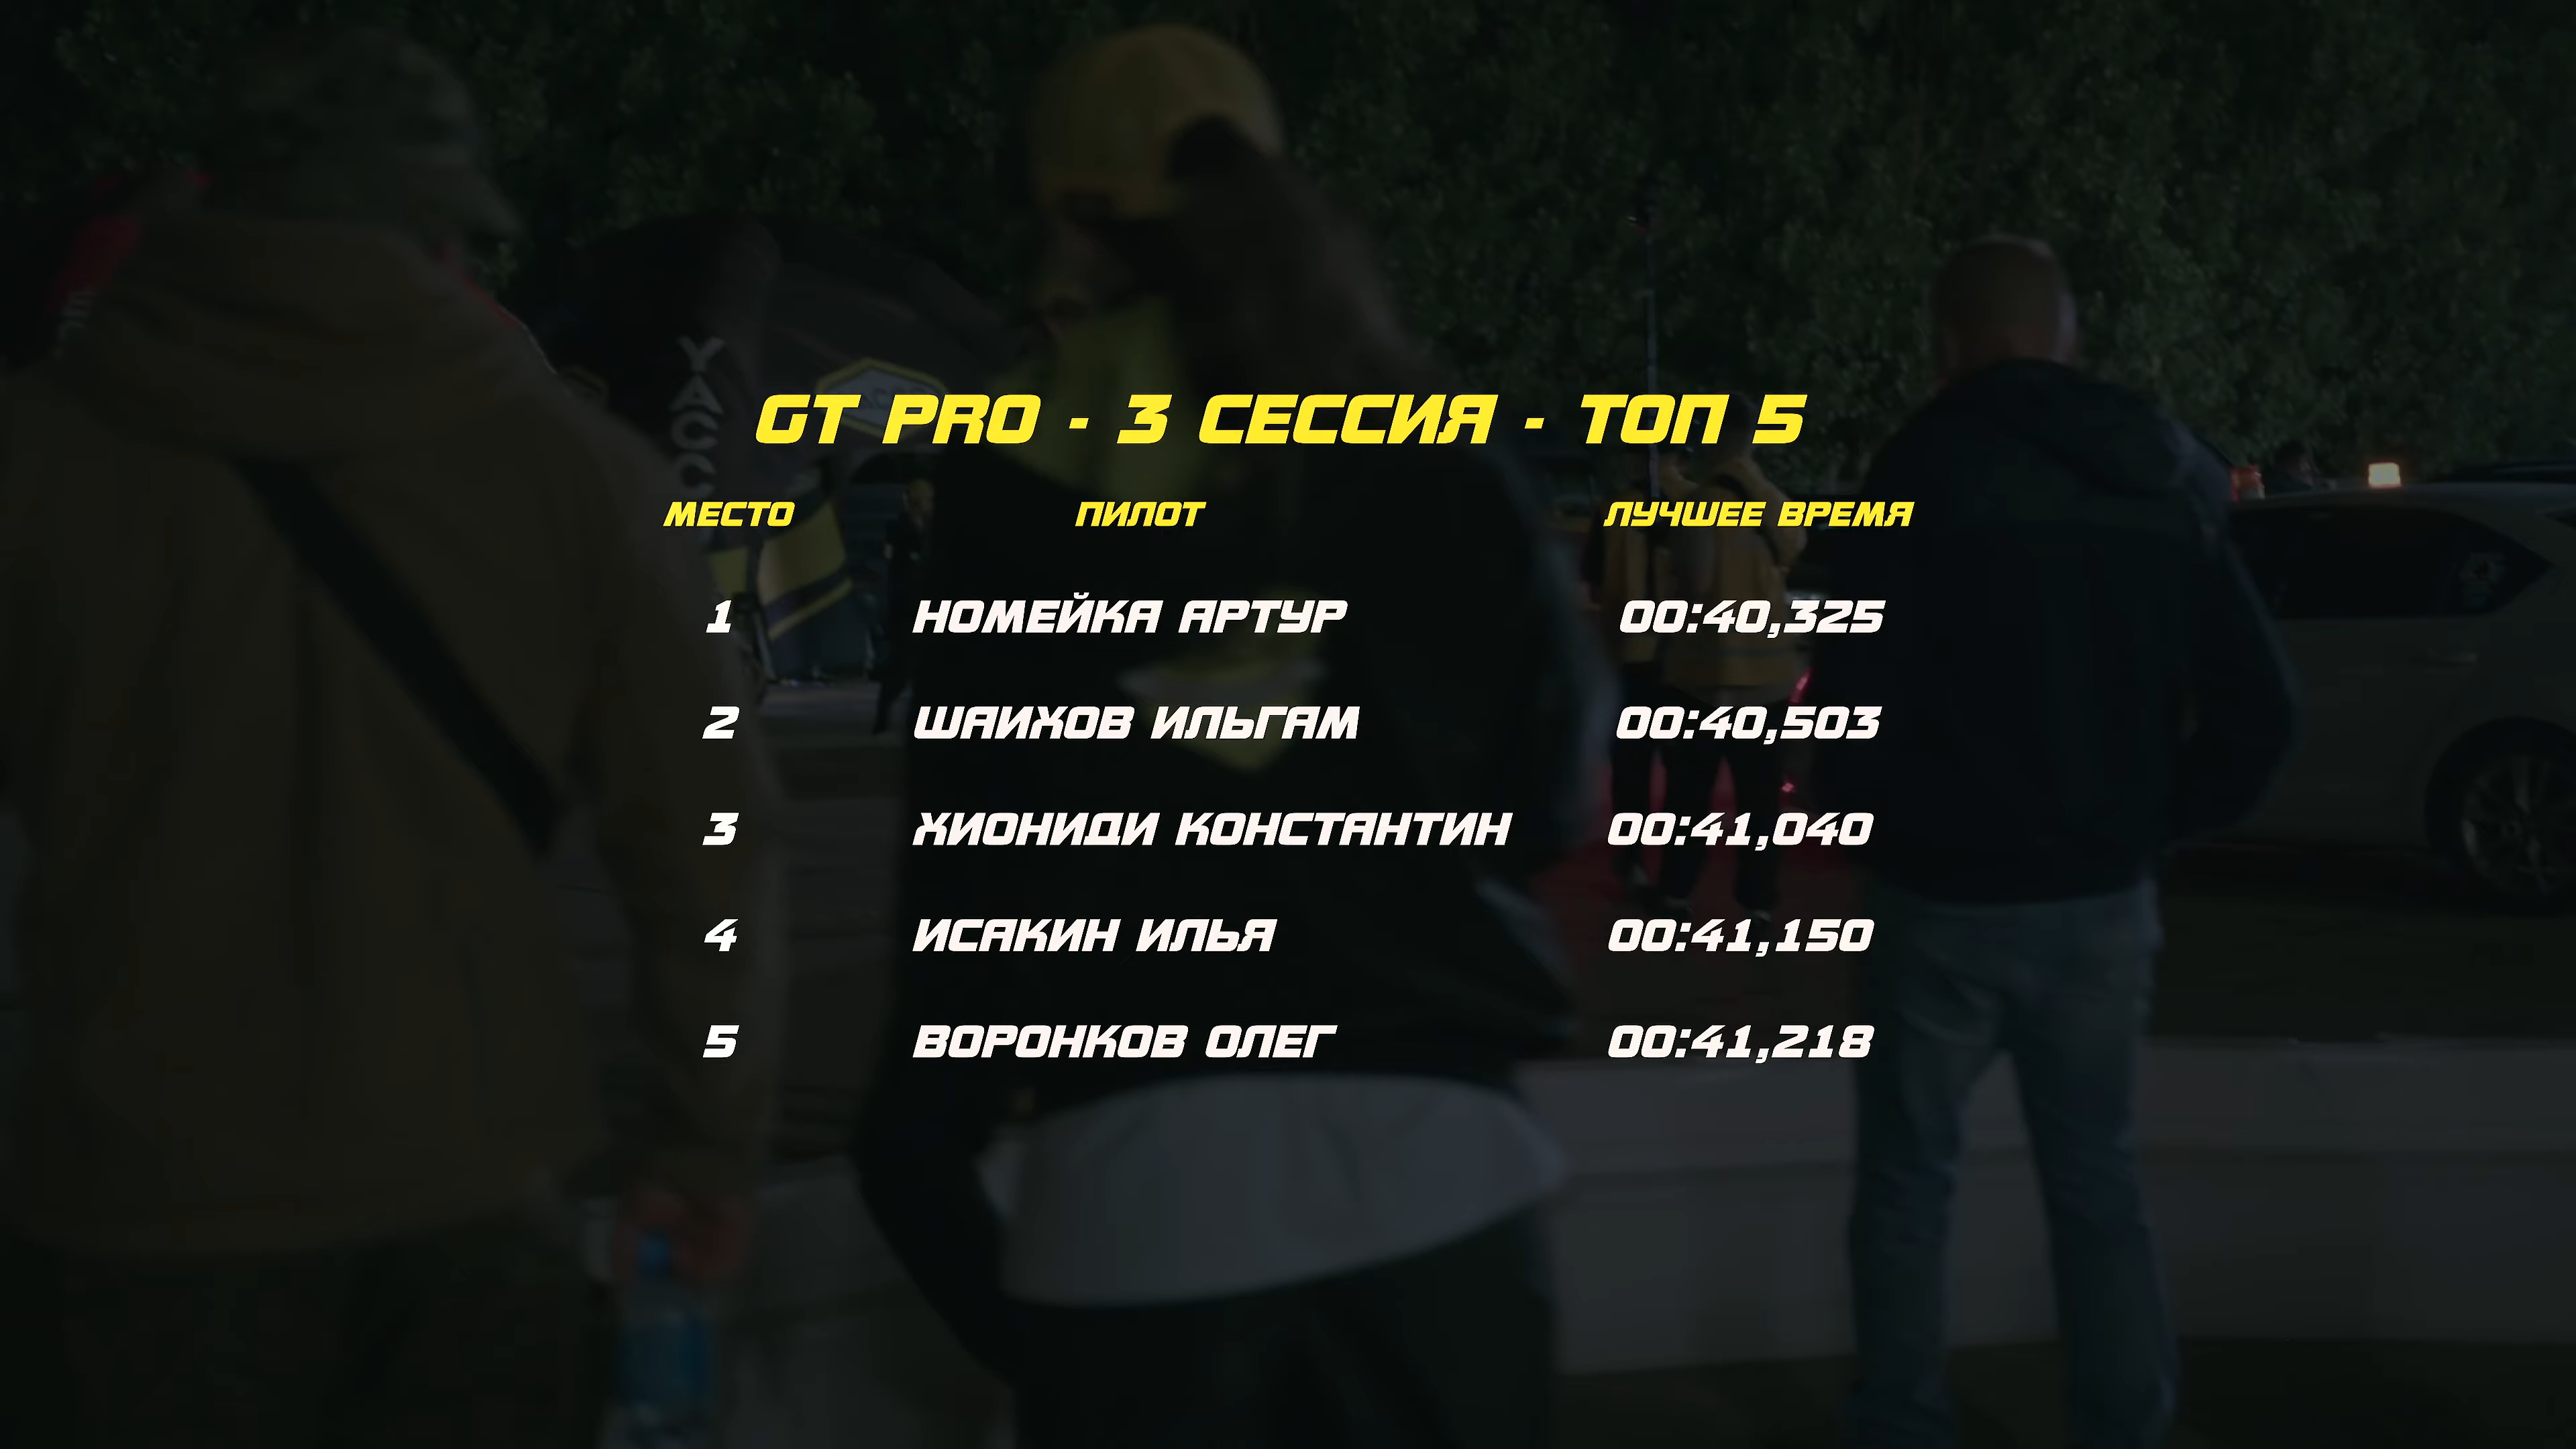 GT PRO - 3 СЕССИЯ - ТОП 5
МЕСТО ПИЛОТ ЛУЧШЕЕ ВРЕМЯ
1 НОМЕЙКА АРТУР 00:40,325
2 ШАИХОВ ИЛЬГАМ 00:40,503
3 ХИОНИДИ КОНСТАНТИН 00:41,040
4 ИСАКИН ИЛЬЯ 00:41,150
5 ВОРОНКОВ ОЛЕГ 00:41,218